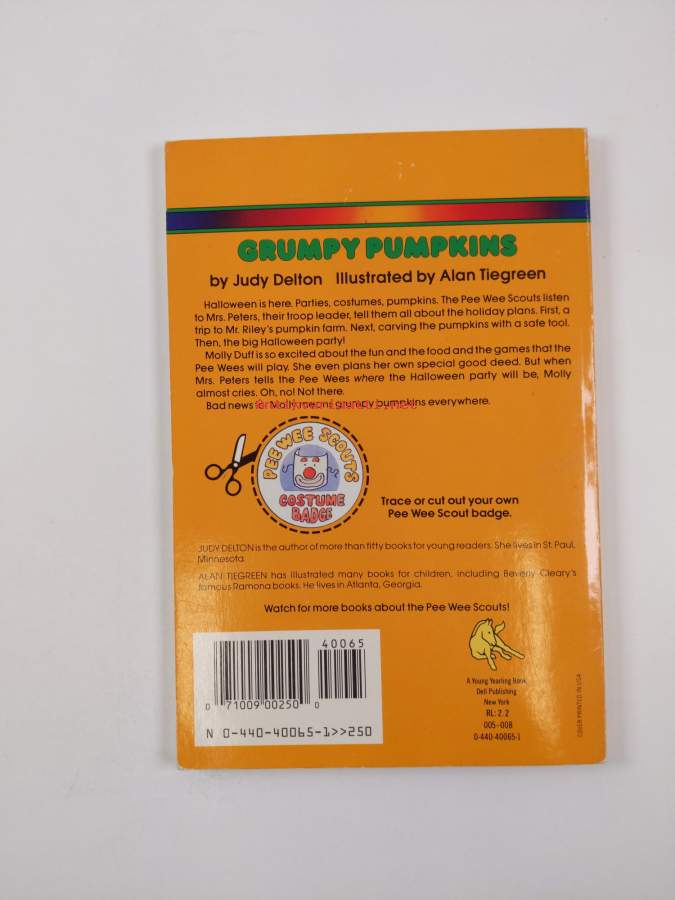 GRUMPY PUMPKINS
by Judy Delton Illustrated by Alan Tiegreen
Halloween is here. Parties, costumes, pumpkins. The Pee Wee Scouts listen
to Mrs. Peters, their troop leader, tell them all about the holiday plans. First, a
trip to Mr. Riley's pumpkin farm. Next, carving the pumpkins with a safe tool.
Then, the big Halloween party!
Molly Duff is so excited about the fun and the food and the games that the
Pee Wees will play. She even plans her own special good deed. But when
Mrs. Peters tells the Pee Wees where the Halloween party will be, Molly
almost cries. Oh, no! Not there.
Bad news for Molly means grumpy pumpkins everywhere.
PEE WEE SCOUTS
COSTUME
BADGE
Trace or cut out your own
Pee Wee Scout badge.
JUDY DELTON is the author of more than fifty books for young readers. She lives in St. Paul,
Minnesota.
ALAN TIEGREEN has illustrated many books for children, including Beverly Cleary's
famous Ramona books. He lives in Atlanta, Georgia.
Watch for more books about the Pee Wee Scouts!
40065
0 71009 00250 0
N 0-440-40065-1>>250
A Young Yearling Book
Dell Publishing
New York
RL: 2.2
005-008
0-440-40065-1
COVER PRINTED IN USA